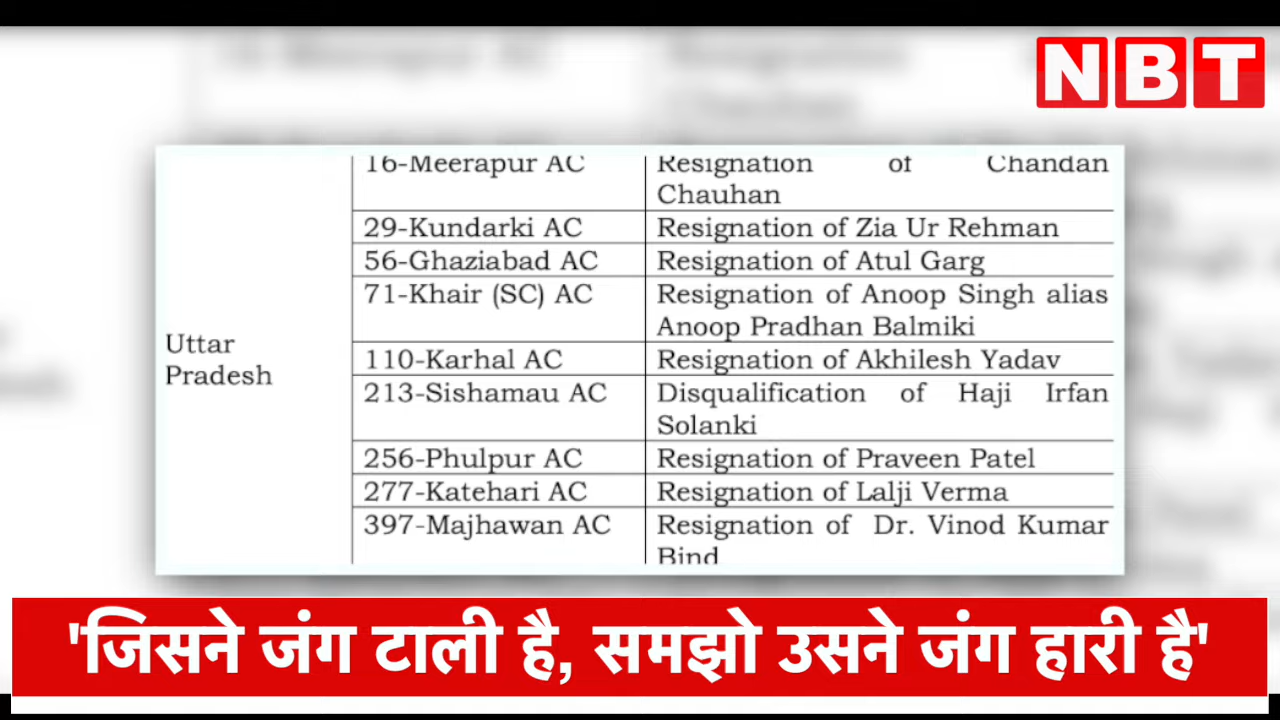 NBT
16-Meerapur AC Resignation of Chandan
Chauhan
29-Kundarki AC Resignation of Zia Ur Rehman
56-Ghaziabad AC Resignation of Atul Garg
71-Khair (SC) AC Resignation of Anoop Singh alias
Anoop Pradhan Balmiki
Uttar
Pradesh
110-Karhal AC Resignation of Akhilesh Yadav
213-Sishamau AC Disqualification of Haji Irfan
Solanki
256-Phulpur AC Resignation of Praveen Patel
277-Katehari AC Resignation of Lalji Verma
397-Majhawan AC Resignation of Dr. Vinod Kumar
Bind
'जिसने जंग टाली है, समझो उसने जंग हारी है'